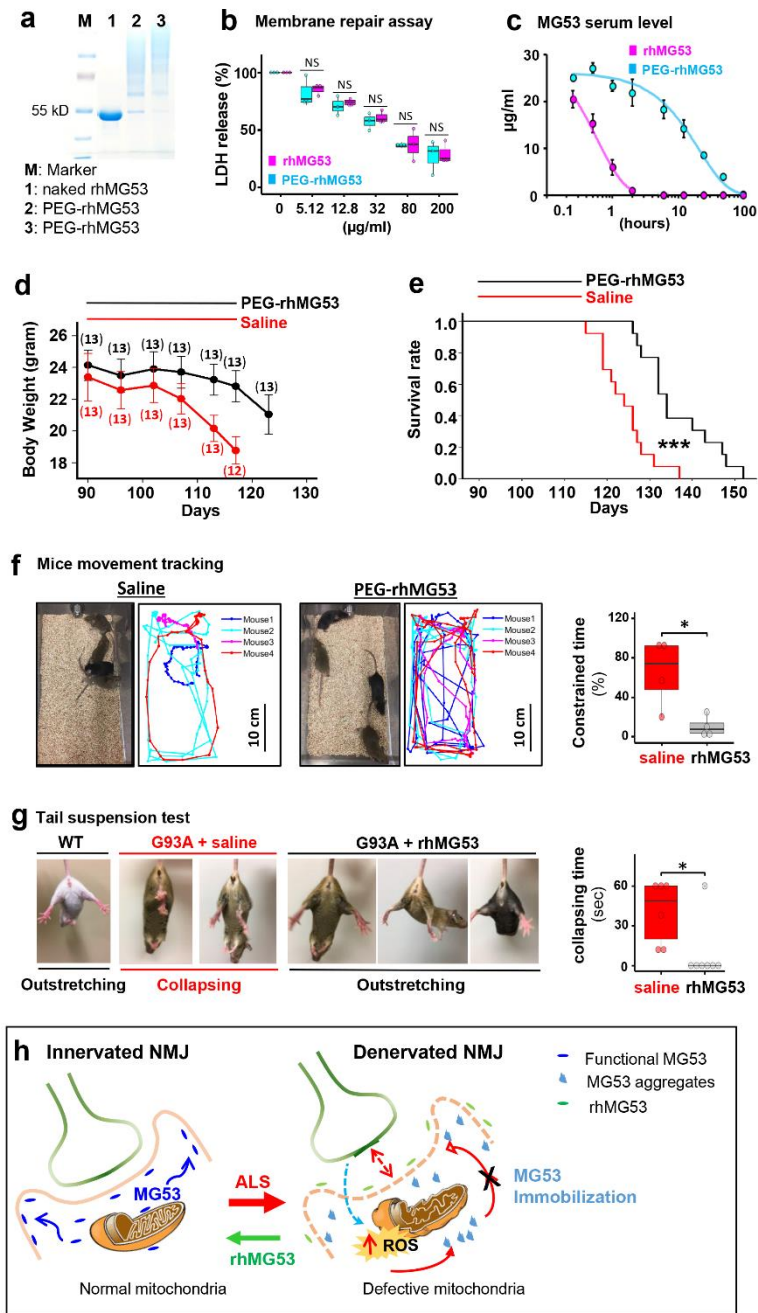 a
M 1 2 3
55 kD
M: Marker
1: naked rhMG53
2: PEG-rhMG53
3: PEG-rhMG53
b Membrane repair assay
LDH release (%)
100
50
0
NS
NS
NS
NS
NS
rhMG53
PEG-rhMG53
0 5.12 12.8 32 80 200
(µg/ml)
c MG53 serum level
rhMG53
PEG-rhMG53
µg/ml
30
20
10
0
0.1 1 10 100
(hours)
d
PEG-rhMG53
Saline
Body Weight (gram)
26
24
22
20
18
(13) (13) (13) (13) (13) (13) (13)
(13) (13) (13) (13) (13) (12)
90 100 110 120 130
Days
e
PEG-rhMG53
Saline
Survival rate
1.0
0.8
0.6
0.4
0.2
0.0
***
90 100 110 120 130 140 150
Days
f Mice movement tracking
Saline
Mouse1
Mouse2
Mouse3
Mouse4
10 cm
PEG-rhMG53
Mouse1
Mouse2
Mouse3
Mouse4
10 cm
Constrained time
(%)
120
80
40
0
*
saline rhMG53
g Tail suspension test
WT
G93A + saline
G93A + rhMG53
Outstretching
Collapsing
Outstretching
collapsing time
(sec)
60
30
0
*
saline rhMG53
h Innervated NMJ
Denervated NMJ
Functional MG53
MG53 aggregates
rhMG53
MG53
ALS
rhMG53
ROS
X
MG53
Immobilization
Normal mitochondria
Defective mitochondria